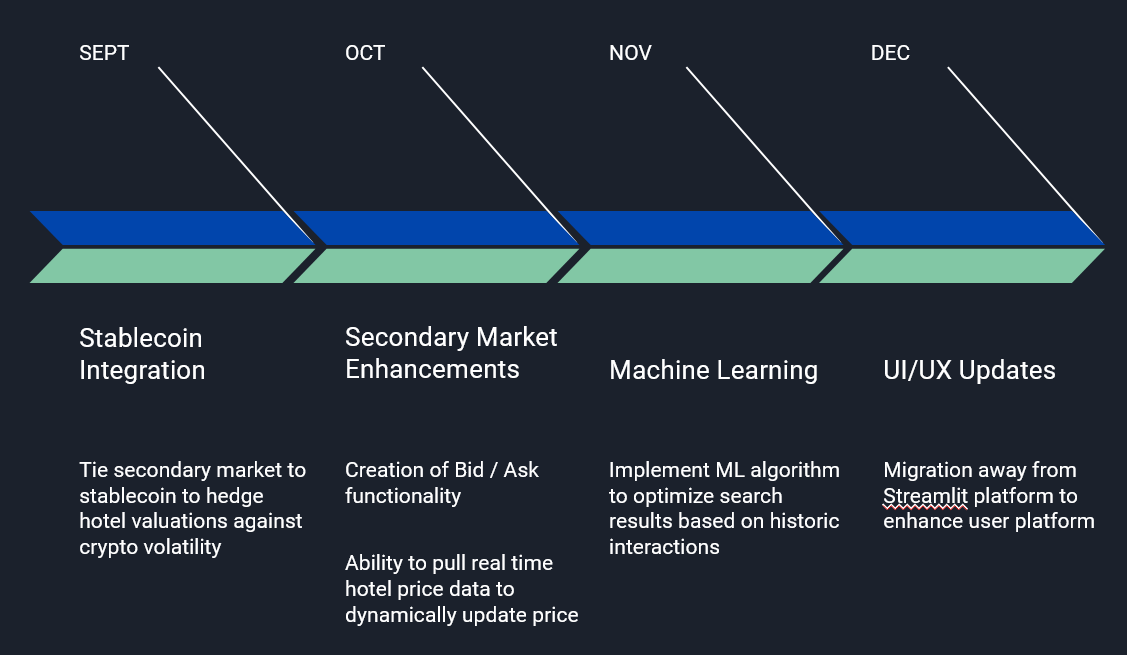 SEPT
OCT
NOV
DEC
Stablecoin
Integration
Secondary Market
Enhancements
Machine Learning
UI/UX Updates
Tie secondary market to
stablecoin to hedge
hotel valuations against
crypto volatility
Creation of Bid / Ask
functionality
Ability to pull real time
hotel price data to
dynamically update price
Implement ML algorithm
to optimize search
results based on historic
interactions
Migration away from
Streamlit platform to
enhance user platform